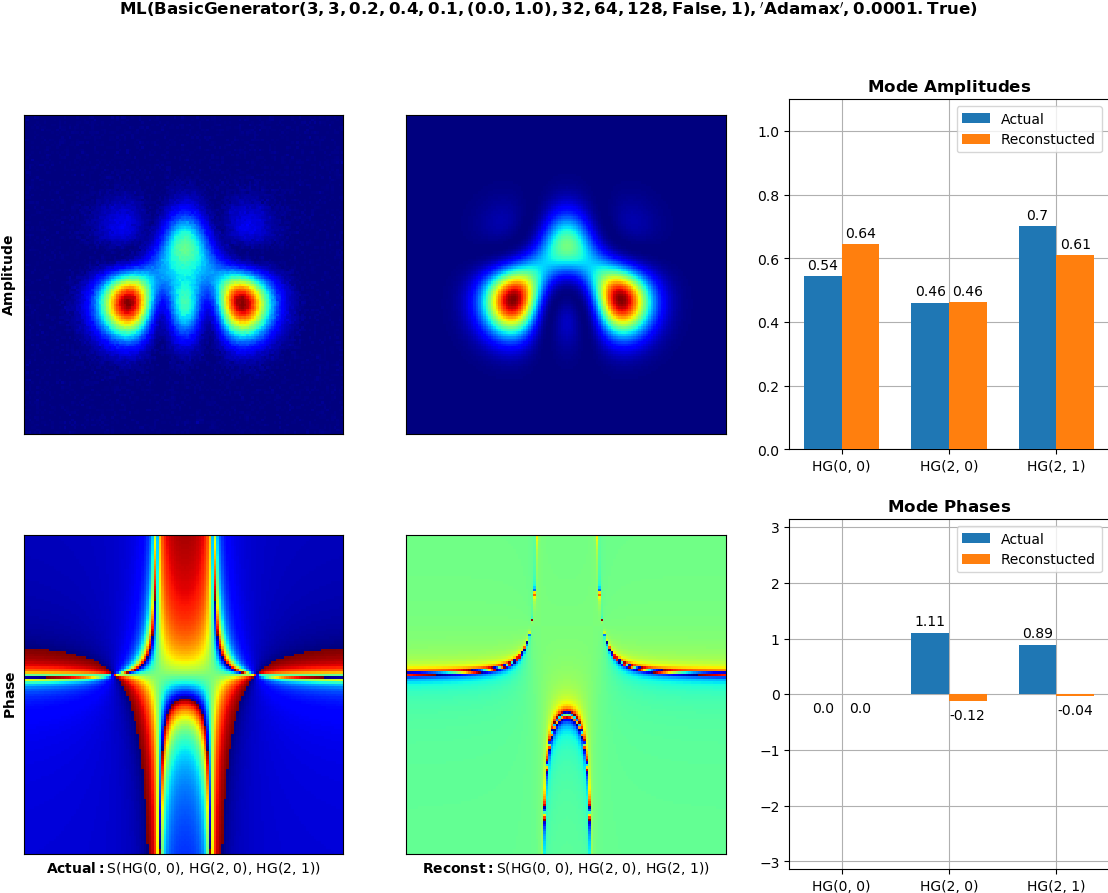 ML(BasicGenerator(3, 3, 0.2, 0.4, 0.1, (0.0, 1.0), 32, 64, 128, False, 1), 'Adamax', 0.0001. True)
Mode Amplitudes
Amplitude
1.0
0.8
0.6
0.4
0.2
0.0
Actual
Reconstucted
0.54
0.64
0.46
0.46
0.7
0.61
HG(0, 0)
HG(2, 0)
HG(2, 1)
Mode Phases
Phase
3
2
1
0
−1
−2
−3
Actual
Reconstucted
0.0
0.0
1.11
-0.12
0.89
-0.04
HG(0, 0)
HG(2, 0)
HG(2, 1)
Actual: S(HG(0, 0), HG(2, 0), HG(2, 1))
Reconst: S(HG(0, 0), HG(2, 0), HG(2, 1))